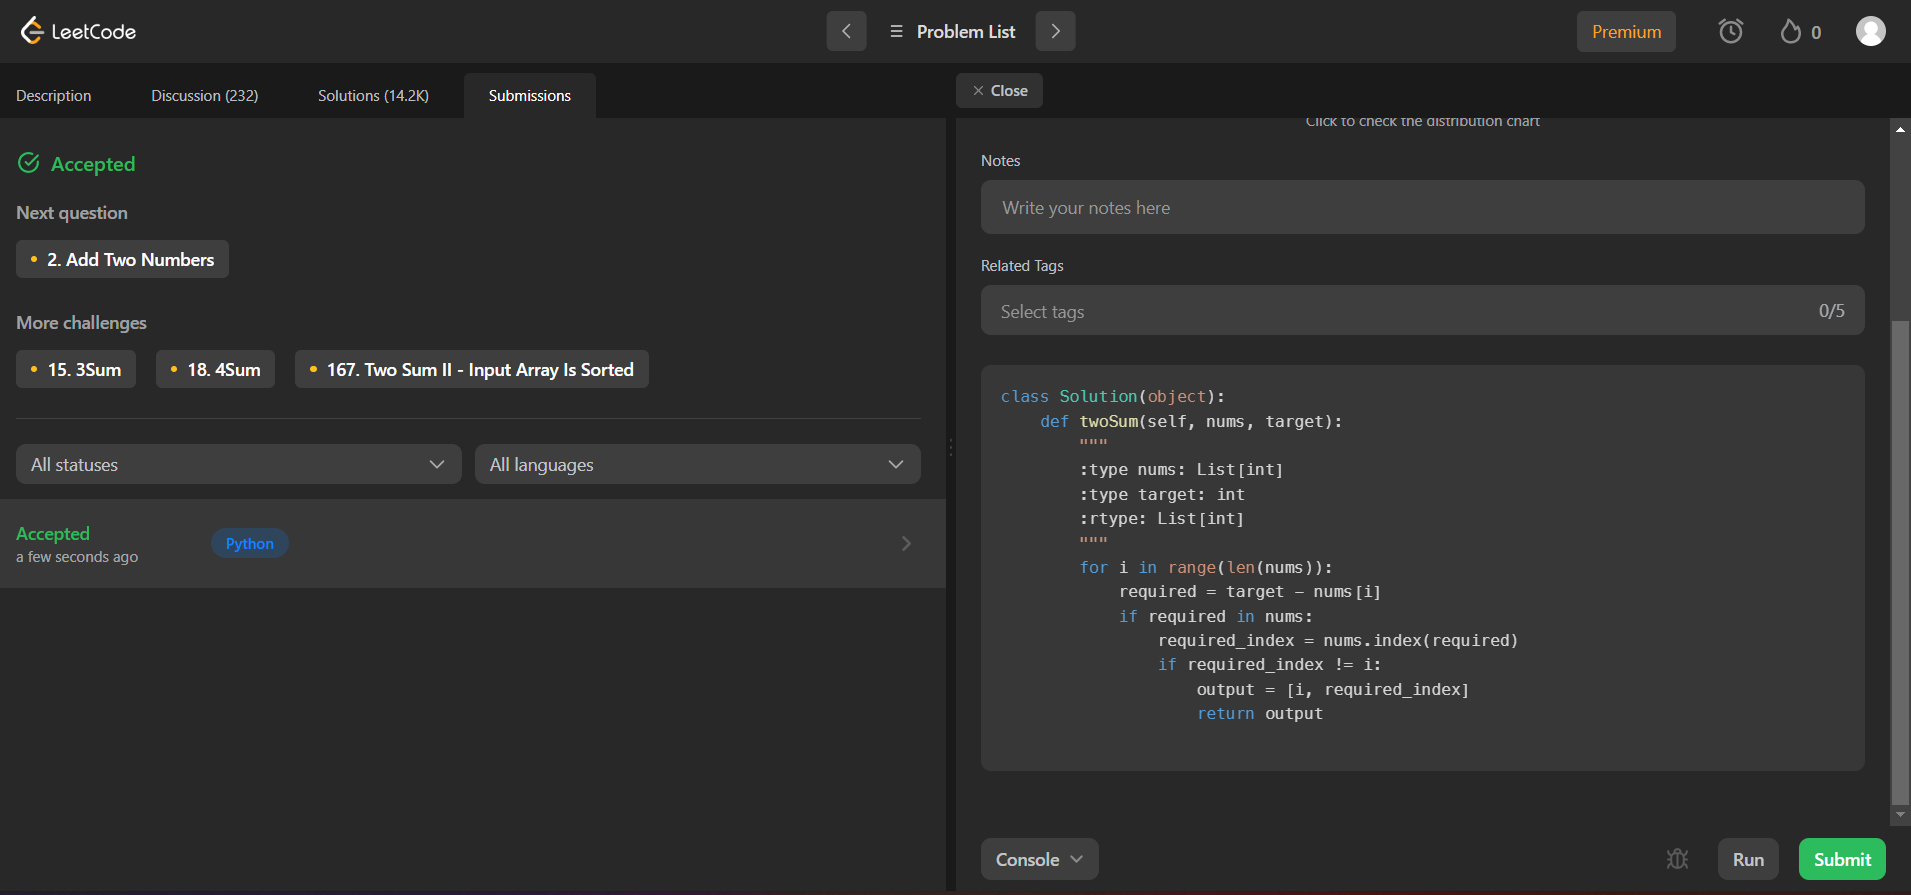 LeetCode
Problem List
Premium
0
Description
Discussion (232)
Solutions (14.2K)
Submissions
Close
Accepted
Next question
2. Add Two Numbers
More challenges
15. 3Sum
18. 4Sum
167. Two Sum II - Input Array Is Sorted
All statuses
All languages
Accepted
a few seconds ago
Python
Click to check the distribution chart
Notes
Write your notes here
Related Tags
Select tags
0/5
class Solution(object):
    def twoSum(self, nums, target):
        """
        :type nums: List[int]
        :type target: int
        :rtype: List[int]
        """
        for i in range(len(nums)):
            required = target - nums[i]
            if required in nums:
                required_index = nums.index(required)
                if required_index != i:
                    output = [i, required_index]
                    return output
Console
Run
Submit